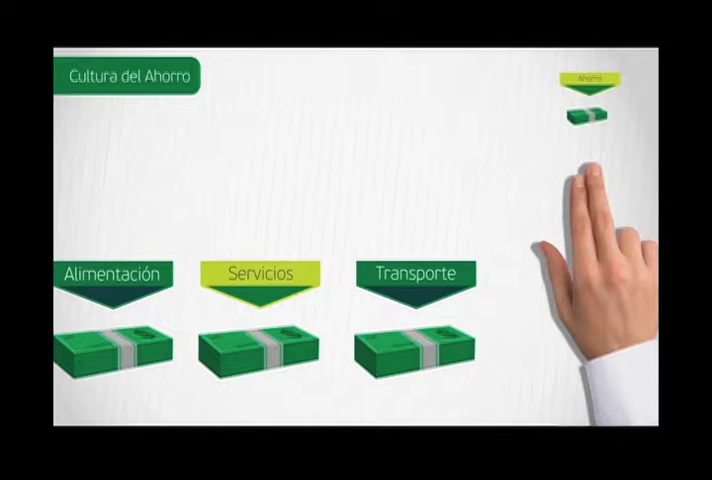 Cultura del Ahorro
Ahorro
Alimentación
Servicios
Transporte